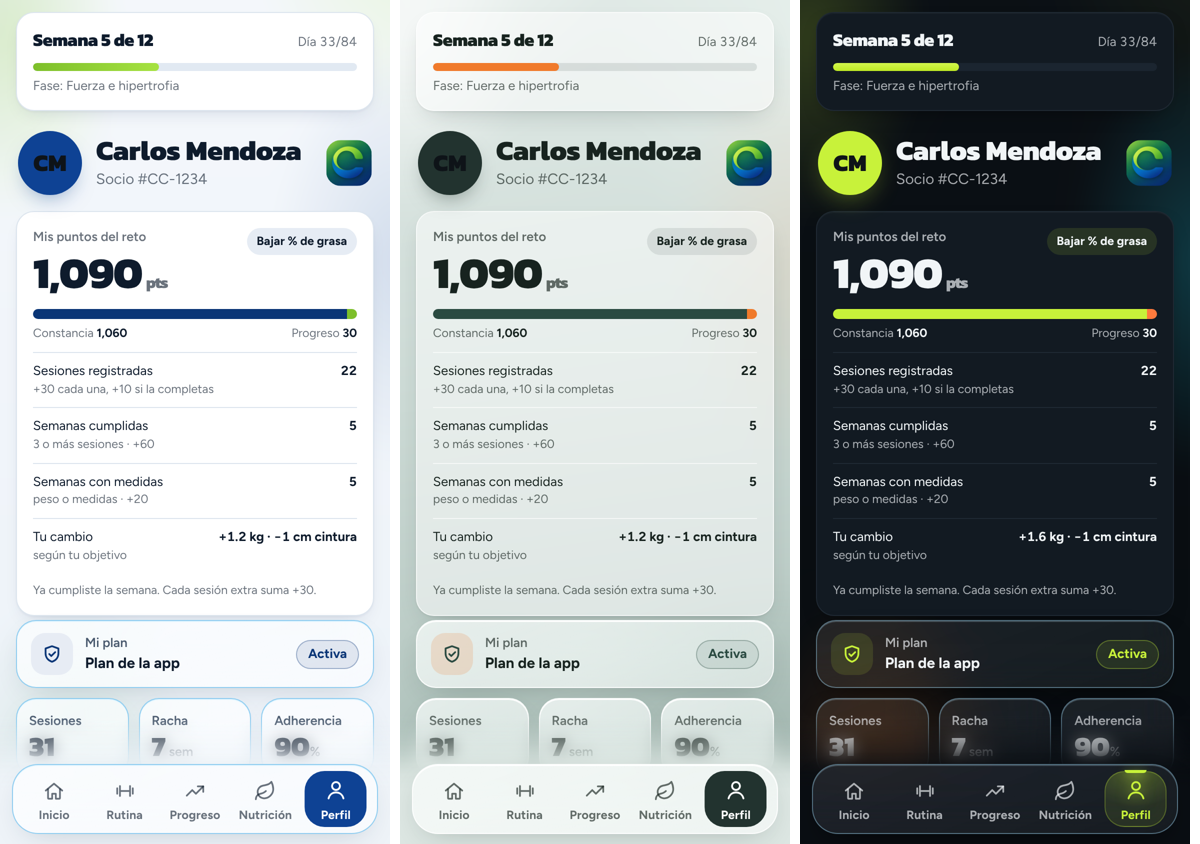 Semana 5 de 12
Día 33/84
Fase: Fuerza e hipertrofia
CM
Carlos Mendoza
Socio #CC-1234
Mis puntos del reto
Bajar % de grasa
1,090 pts
Constancia 1,060
Progreso 30
Sesiones registradas
22
+30 cada una, +10 si la completas
Semanas cumplidas
5
3 o más sesiones · +60
Semanas con medidas
5
peso o medidas · +20
Tu cambio
+1.2 kg · −1 cm cintura
según tu objetivo
Ya cumpliste la semana. Cada sesión extra suma +30.
Mi plan
Plan de la app
Activa
Sesiones
Racha
Adherencia
31
7 sem
90%
Inicio
Rutina
Progreso
Nutrición
Perfil
Semana 5 de 12
Día 33/84
Fase: Fuerza e hipertrofia
CM
Carlos Mendoza
Socio #CC-1234
Mis puntos del reto
Bajar % de grasa
1,090 pts
Constancia 1,060
Progreso 30
Sesiones registradas
22
+30 cada una, +10 si la completas
Semanas cumplidas
5
3 o más sesiones · +60
Semanas con medidas
5
peso o medidas · +20
Tu cambio
+1.2 kg · −1 cm cintura
según tu objetivo
Ya cumpliste la semana. Cada sesión extra suma +30.
Mi plan
Plan de la app
Activa
Sesiones
Racha
Adherencia
31
7 sem
90%
Inicio
Rutina
Progreso
Nutrición
Perfil
Semana 5 de 12
Día 33/84
Fase: Fuerza e hipertrofia
CM
Carlos Mendoza
Socio #CC-1234
Mis puntos del reto
Bajar % de grasa
1,090 pts
Constancia 1,060
Progreso 30
Sesiones registradas
22
+30 cada una, +10 si la completas
Semanas cumplidas
5
3 o más sesiones · +60
Semanas con medidas
5
peso o medidas · +20
Tu cambio
+1.6 kg · −1 cm cintura
según tu objetivo
Ya cumpliste la semana. Cada sesión extra suma +30.
Mi plan
Plan de la app
Activa
Sesiones
Racha
Adherencia
31
7 sem
90%
Inicio
Rutina
Progreso
Nutrición
Perfil